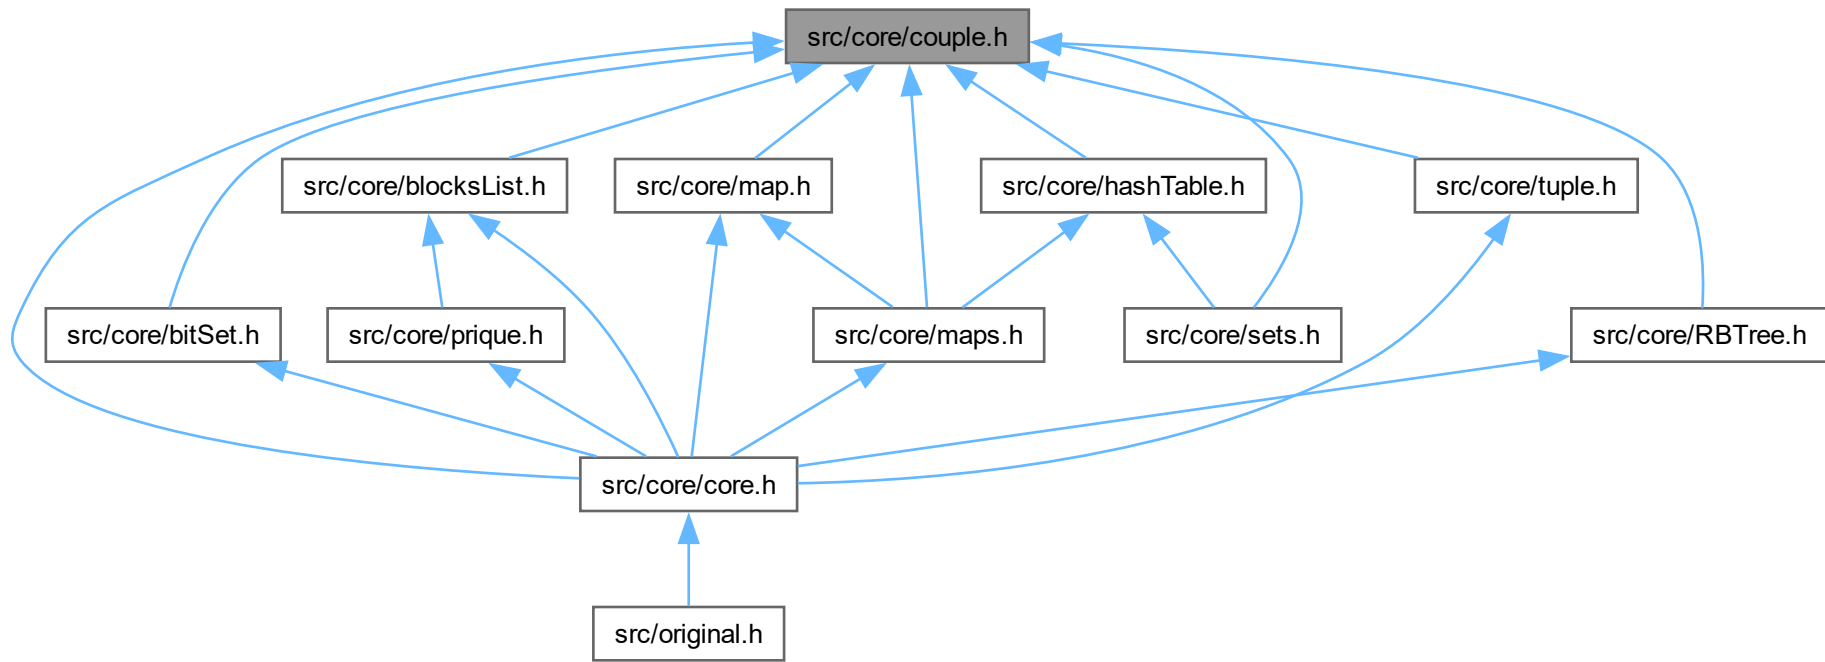 src/core/couple.h
src/core/blocksList.h
src/core/map.h
src/core/hashTable.h
src/core/tuple.h
src/core/bitSet.h
src/core/prique.h
src/core/maps.h
src/core/sets.h
src/core/RBTree.h
src/core/core.h
src/original.h